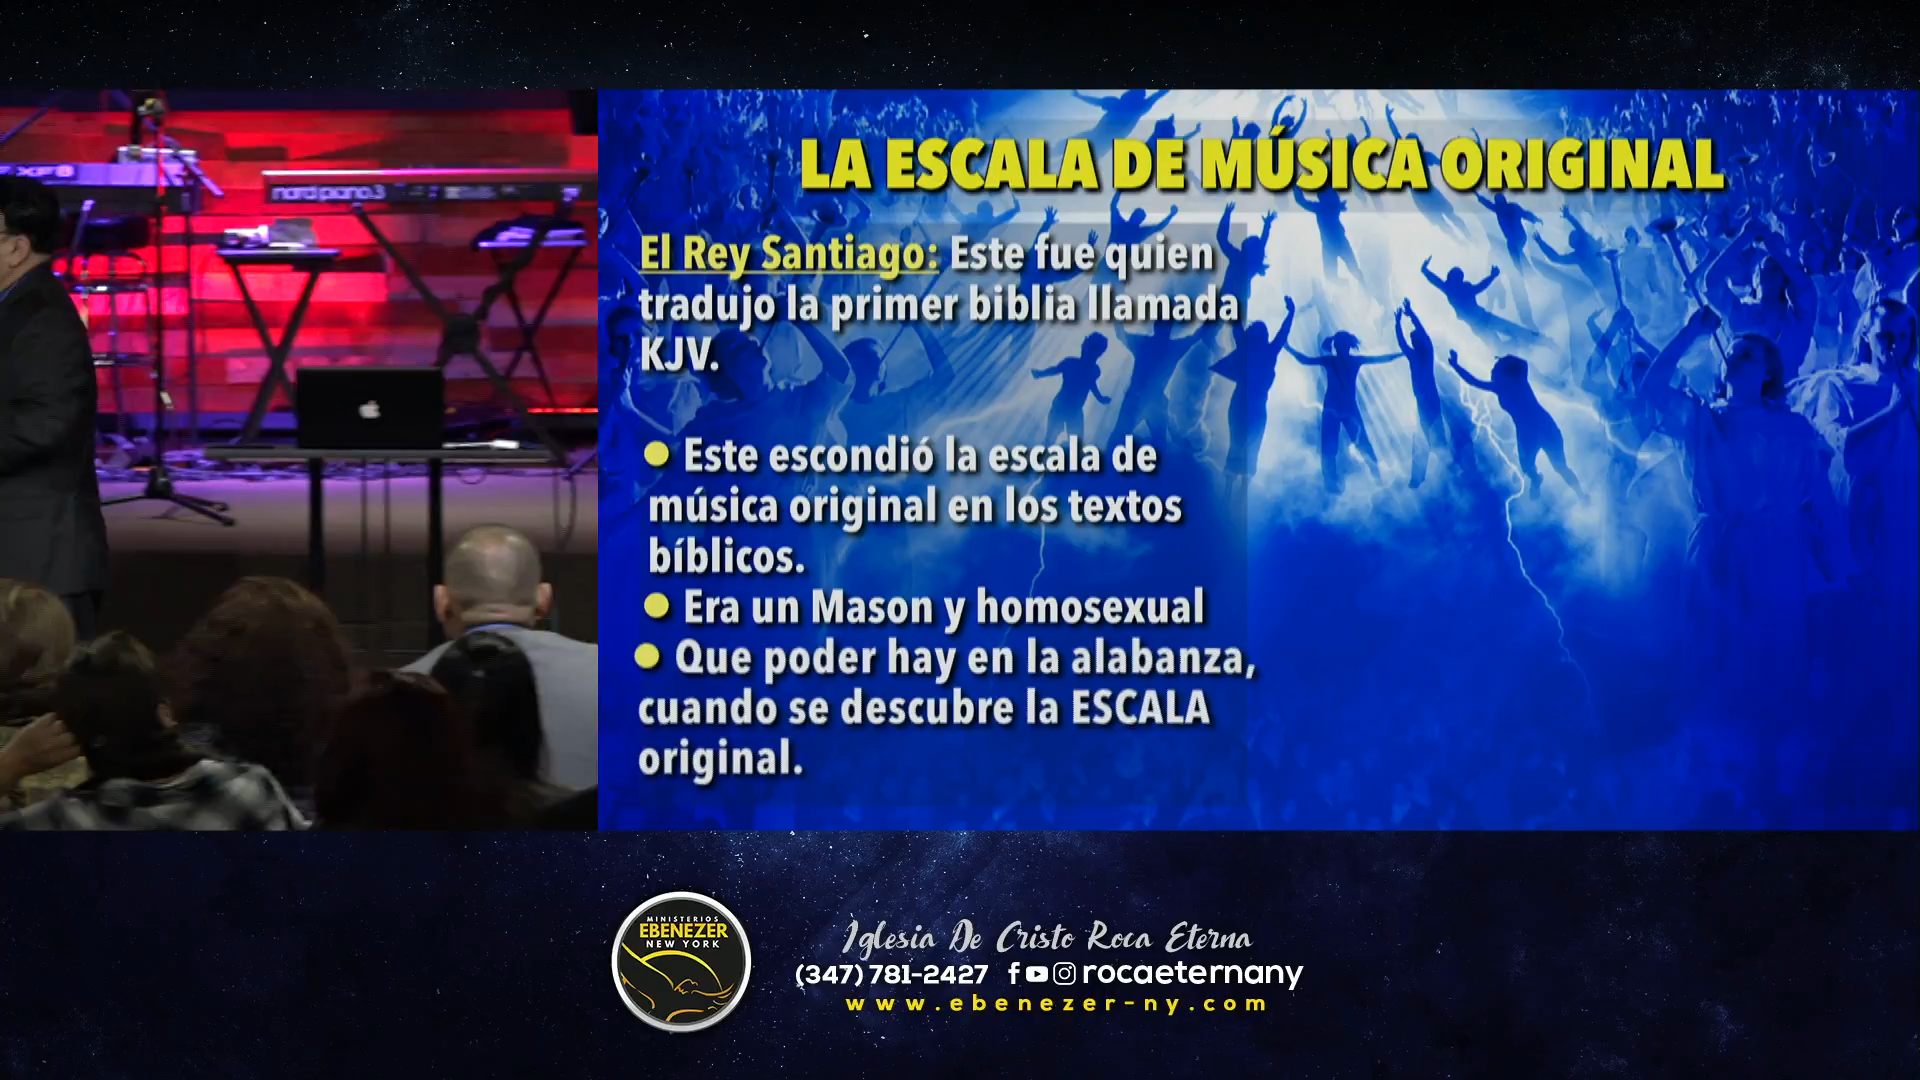 LA ESCALA DE MÚSICA ORIGINAL
El Rey Santiago: Este fue quien
tradujo la primer biblia llamada
KJV.
Este escondió la escala de
música original en los textos
bíblicos.
Era un Mason y homosexual
Que poder hay en la alabanza,
cuando se descubre la ESCALA
original.
XF8
nord piano 3
MINISTERIOS
EBENEZER
NEW YORK
Iglesia De Cristo Roca Eterna
(347) 781-2427 rocaeternany
www.ebenezer-ny.com